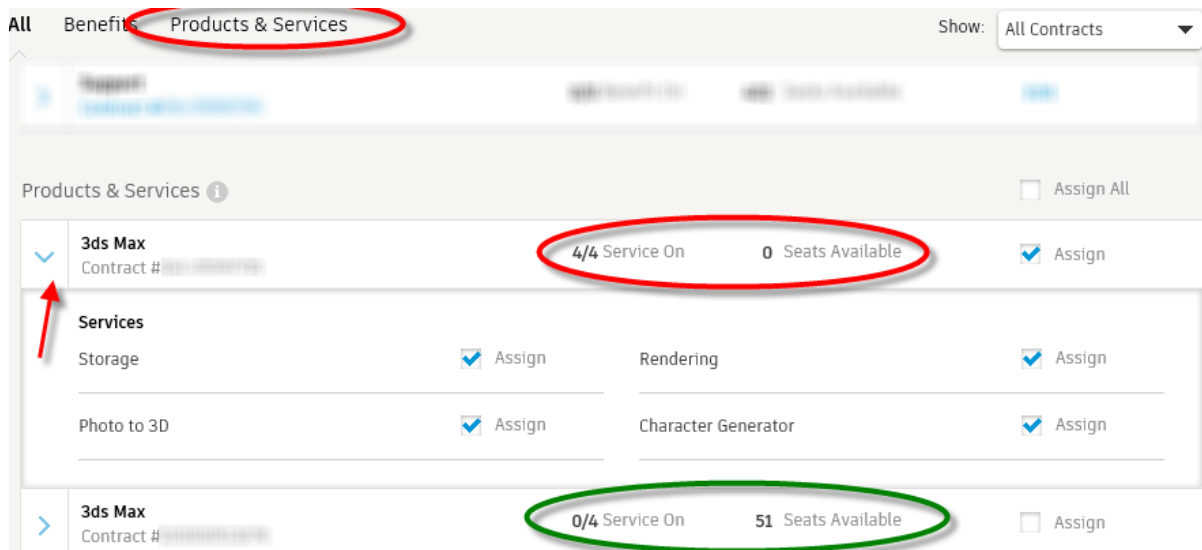 All Benefits Products & Services Show: All Contracts
Products & Services Assign All
3ds Max
Contract #
4/4 Service On 0 Seats Available Assign
Services
Storage Assign Rendering Assign
Photo to 3D Assign Character Generator Assign
3ds Max
Contract #
0/4 Service On 51 Seats Available Assign